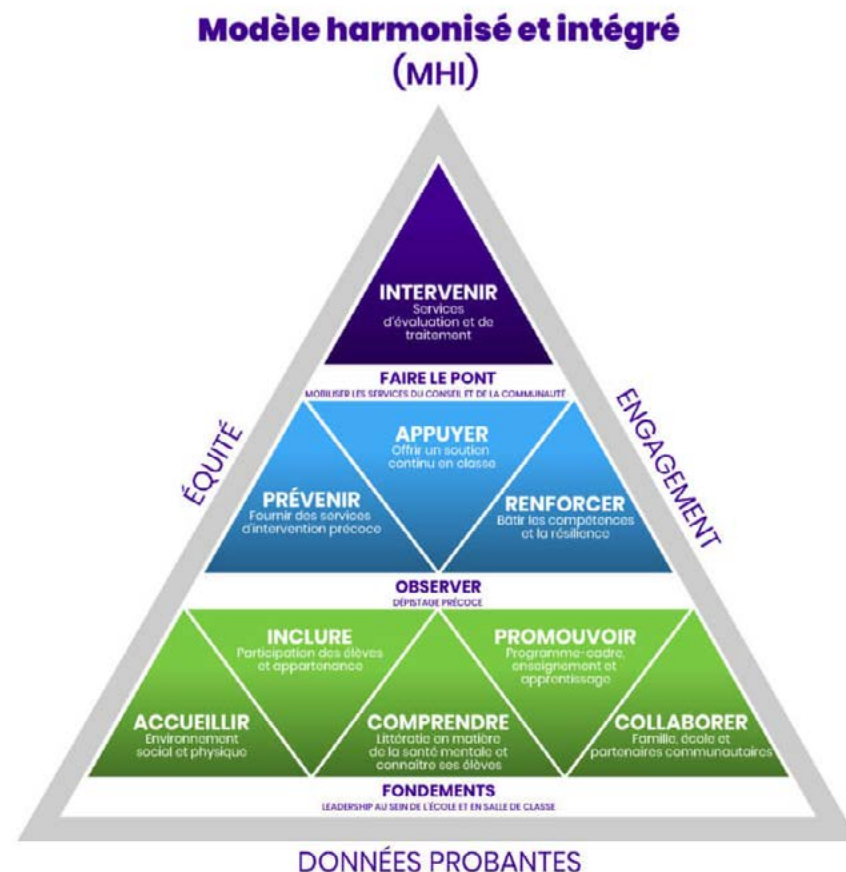 Modèle harmonisé et intégré
(MHI)
INTERVENIR
Services
d'évaluation et de
traitement
FAIRE LE PONT
MOBILISER LES SERVICES DU CONSEIL ET DE LA COMMUNAUTÉ
ÉQUITÉ
ENGAGEMENT
APPUYER
Offrir un soutien
continu en classe
PRÉVENIR
Fournir des services
d'intervention précoce
RENFORCER
Bâtir les compétences
et la résilience
OBSERVER
DÉPISTAGE PRÉCOCE
INCLURE
Participation des élèves
et appartenance
PROMOUVOIR
Programme-cadre,
enseignement et
apprentissage
ACCUEILLIR
Environnement
social et physique
COMPRENDRE
Littératie en matière
de la santé mentale et
connaître ses élèves
COLLABORER
Famille, école et
partenaires communautaires
FONDEMENTS
LEADERSHIP AU SEIN DE L'ÉCOLE ET EN SALLE DE CLASSE
DONNÉES PROBANTES